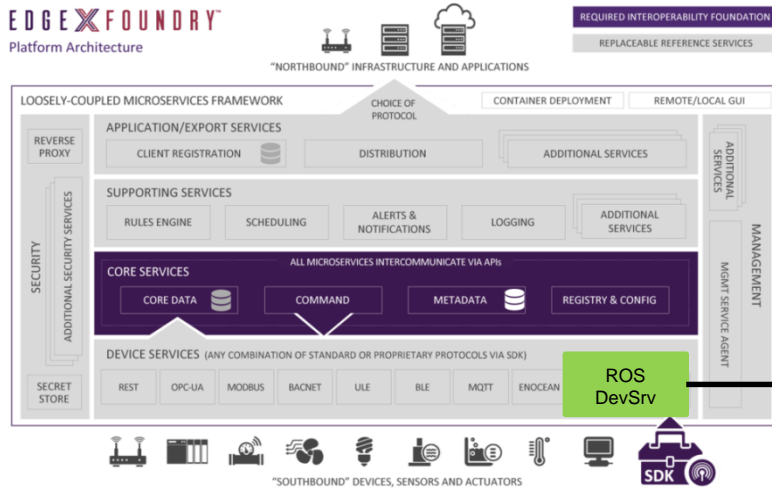 EDGE X FOUNDRY™
Platform Architecture
REQUIRED INTEROPERABILITY FOUNDATION
REPLACEABLE REFERENCE SERVICES
"NORTHBOUND" INFRASTRUCTURE AND APPLICATIONS
LOOSELY-COUPLED MICROSERVICES FRAMEWORK
CHOICE OF
PROTOCOL
CONTAINER DEPLOYMENT
REMOTE/LOCAL GUI
REVERSE
PROXY
SECURITY
ADDITIONAL SECURITY SERVICES
SECRET
STORE
APPLICATION/EXPORT SERVICES
CLIENT REGISTRATION
DISTRIBUTION
ADDITIONAL SERVICES
SUPPORTING SERVICES
RULES ENGINE
SCHEDULING
ALERTS &
NOTIFICATIONS
LOGGING
ADDITIONAL
SERVICES
ALL MICROSERVICES INTERCOMMUNICATE VIA APIs
CORE SERVICES
CORE DATA
COMMAND
METADATA
REGISTRY & CONFIG
DEVICE SERVICES (ANY COMBINATION OF STANDARD OR PROPRIETARY PROTOCOLS VIA SDK)
REST
OPC-UA
MODBUS
BACNET
ULE
BLE
MQTT
ENOCEAN
ROS
DevSrv
ADDITIONAL
SERVICES
MANAGEMENT
MGMT SERVICE AGENT
"SOUTHBOUND" DEVICES, SENSORS AND ACTUATORS
SDK